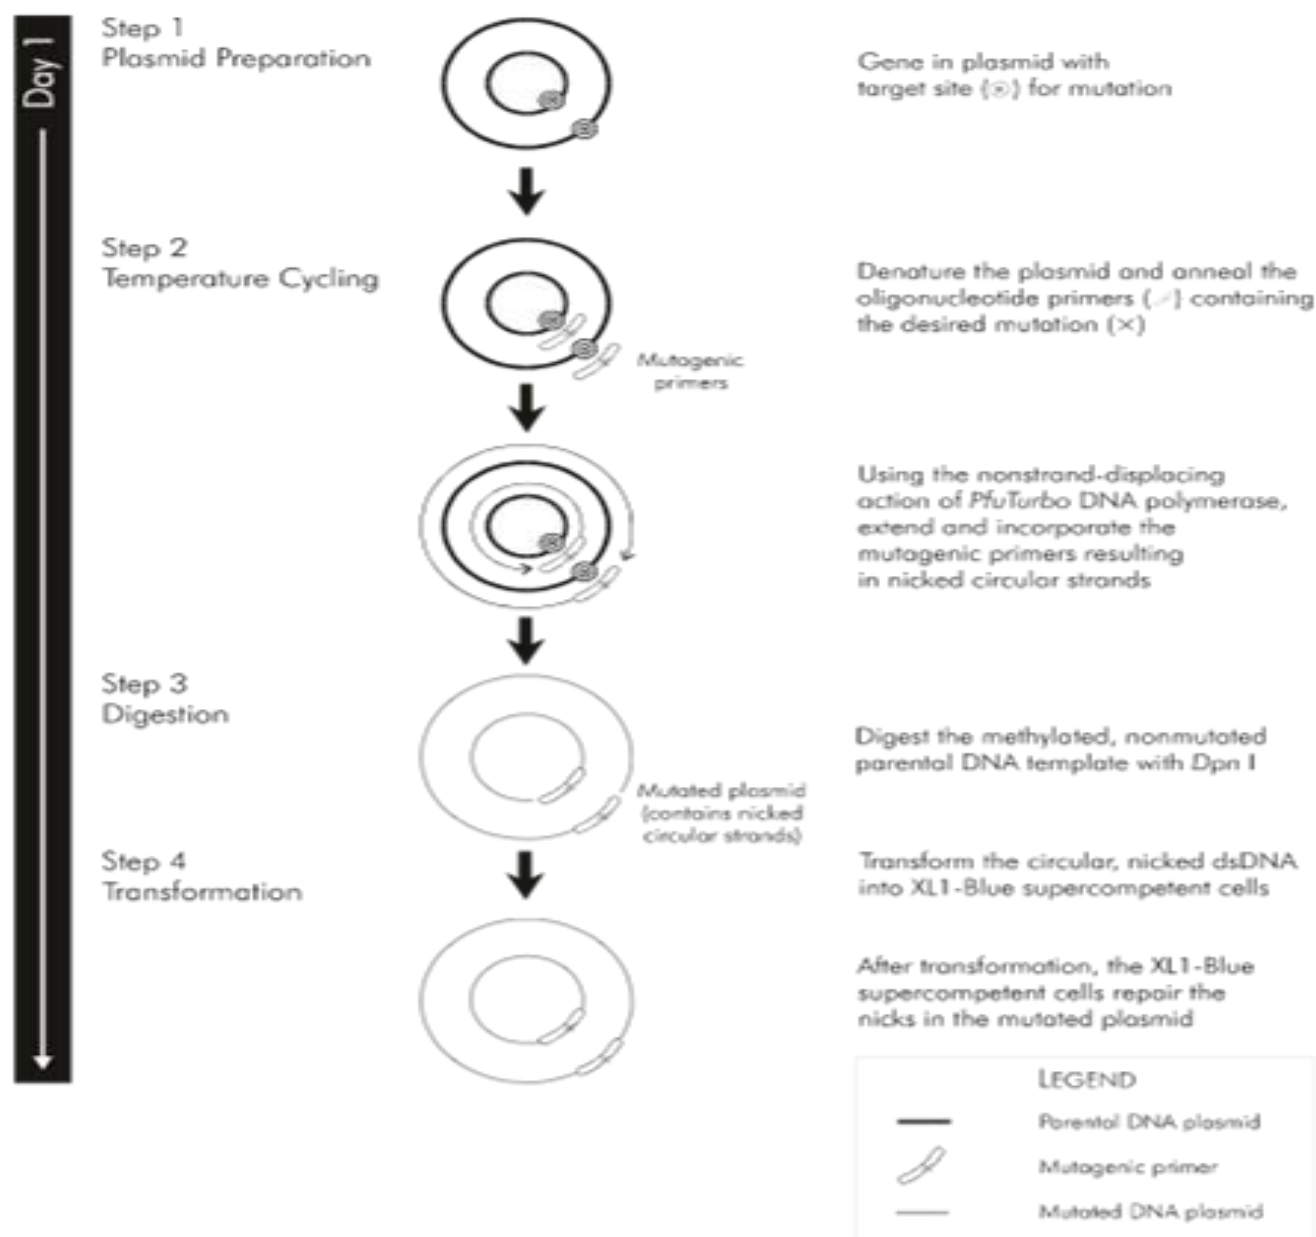 Day 1
Step 1
Plasmid Preparation
Gene in plasmid with
target site ( ) for mutation
Step 2
Temperature Cycling
Denature the plasmid and anneal the
oligonucleotide primers ( ) containing
the desired mutation (×)
Mutagenic
primers
Using the nonstrand-displacing
action of PfuTurbo DNA polymerase,
extend and incorporate the
mutagenic primers resulting
in nicked circular strands
Step 3
Digestion
Digest the methylated, nonmutated
parental DNA template with Dpn I
Mutated plasmid
(contains nicked
circular strands)
Step 4
Transformation
Transform the circular, nicked dsDNA
into XL1-Blue supercompetent cells
After transformation, the XL1-Blue
supercompetent cells repair the
nicks in the mutated plasmid
LEGEND
Parental DNA plasmid
Mutagenic primer
Mutated DNA plasmid